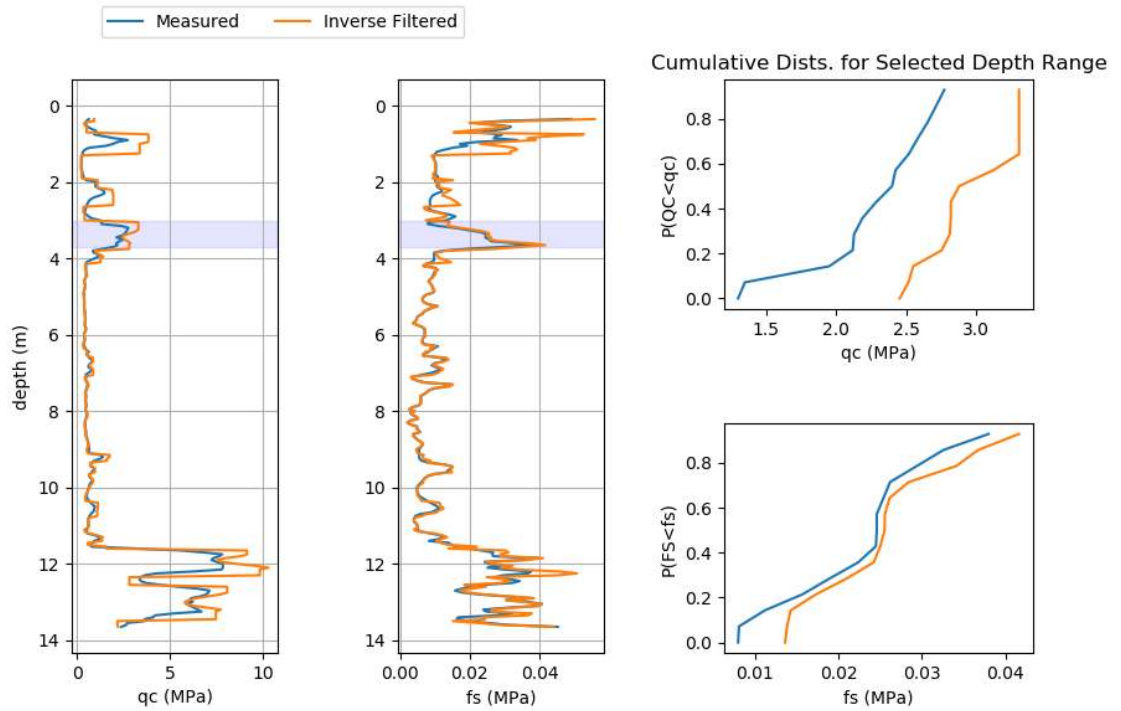 Measured Inverse Filtered
0
2
4
6
8
10
12
14
depth (m)
0 5 10
qc (MPa)
0
2
4
6
8
10
12
14
0.00 0.02 0.04
fs (MPa)
Cumulative Dists. for Selected Depth Range
0.8
0.6
0.4
0.2
0.0
P(QC<qc)
1.5 2.0 2.5 3.0
qc (MPa)
0.8
0.6
0.4
0.2
0.0
P(FS<fs)
0.01 0.02 0.03 0.04
fs (MPa)